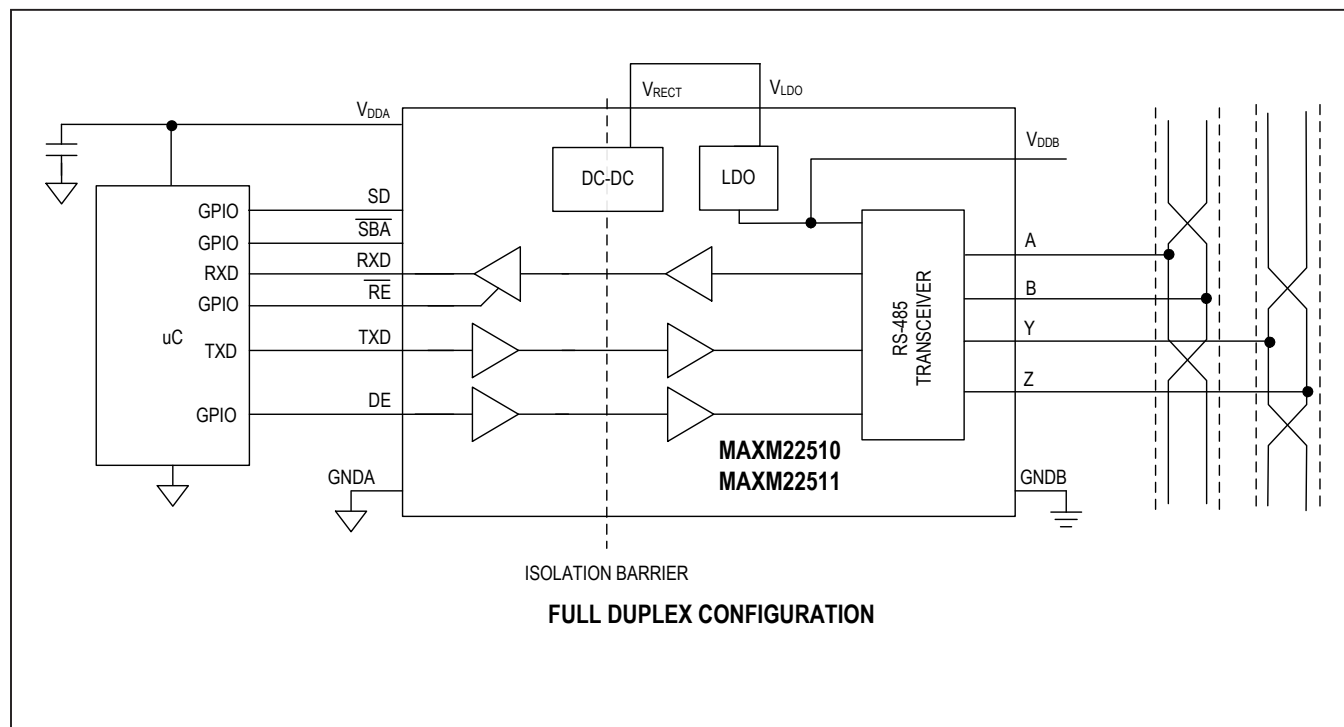 VRECT
VLDO
VDDA
VDDB
DC-DC
LDO
GPIO
SD
GPIO
SBA
RXD
RXD
GPIO
RE
uC
TXD
TXD
GPIO
DE
RS-485
TRANSCEIVER
A
B
Y
Z
MAXM22510
MAXM22511
GNDA
GNDB
ISOLATION BARRIER
FULL DUPLEX CONFIGURATION